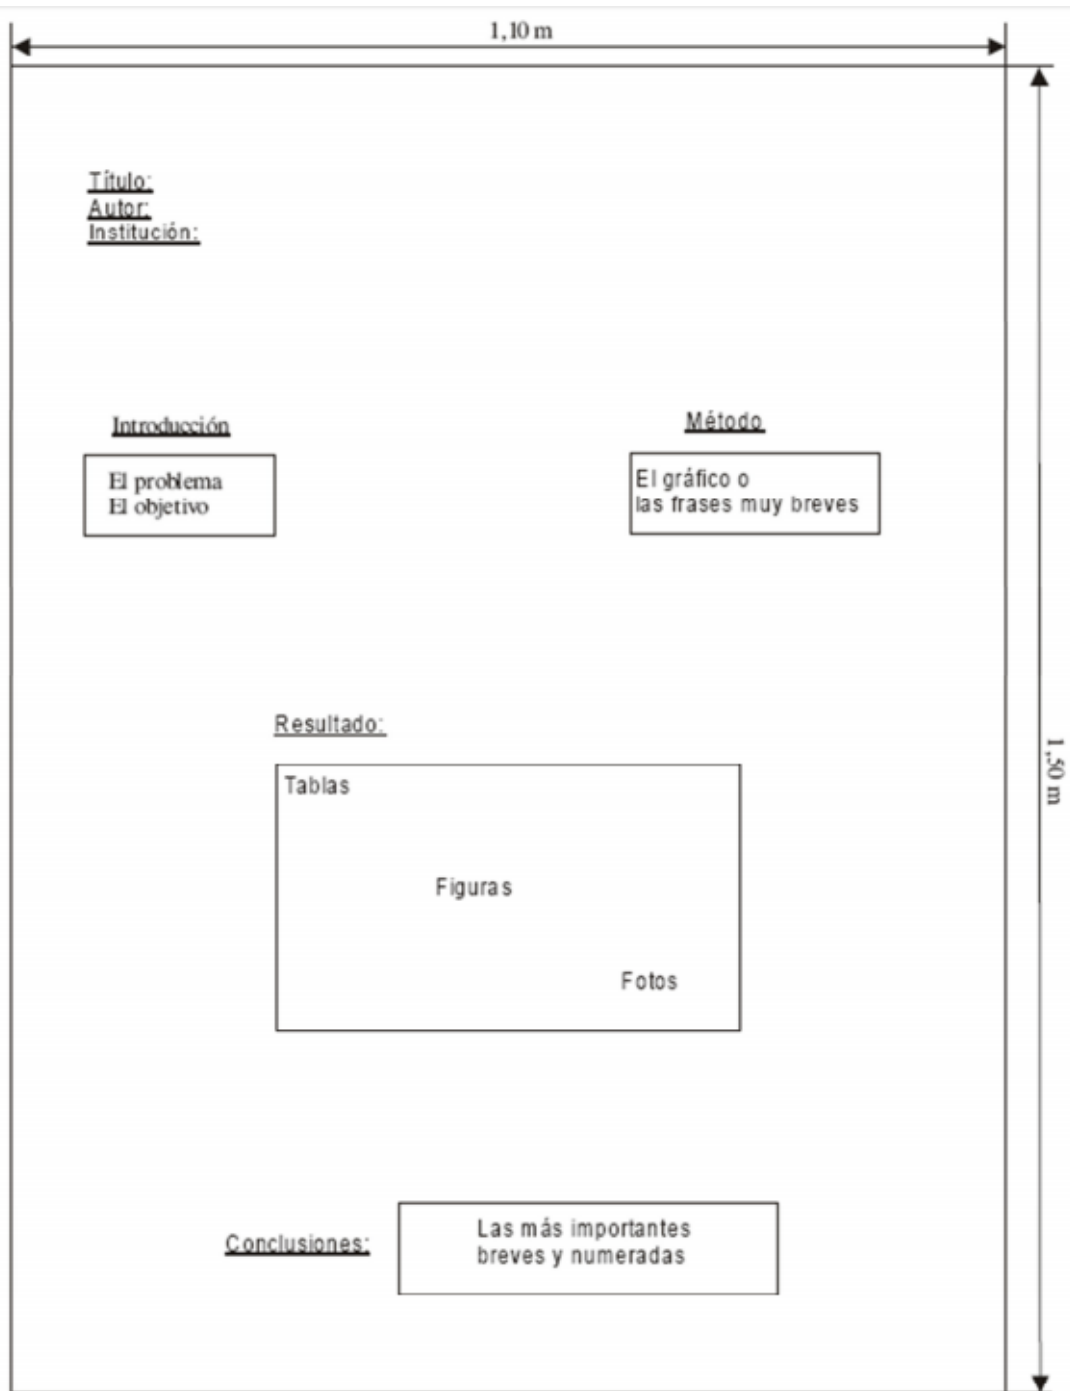 1,10 m
Título:
Autor:
Institución:
Introducción
Método
El problema
El objetivo
El gráfico o
las frases muy breves
Resultado:
Tablas
Figuras
Fotos
1,50 m
Conclusiones:
Las más importantes
breves y numeradas